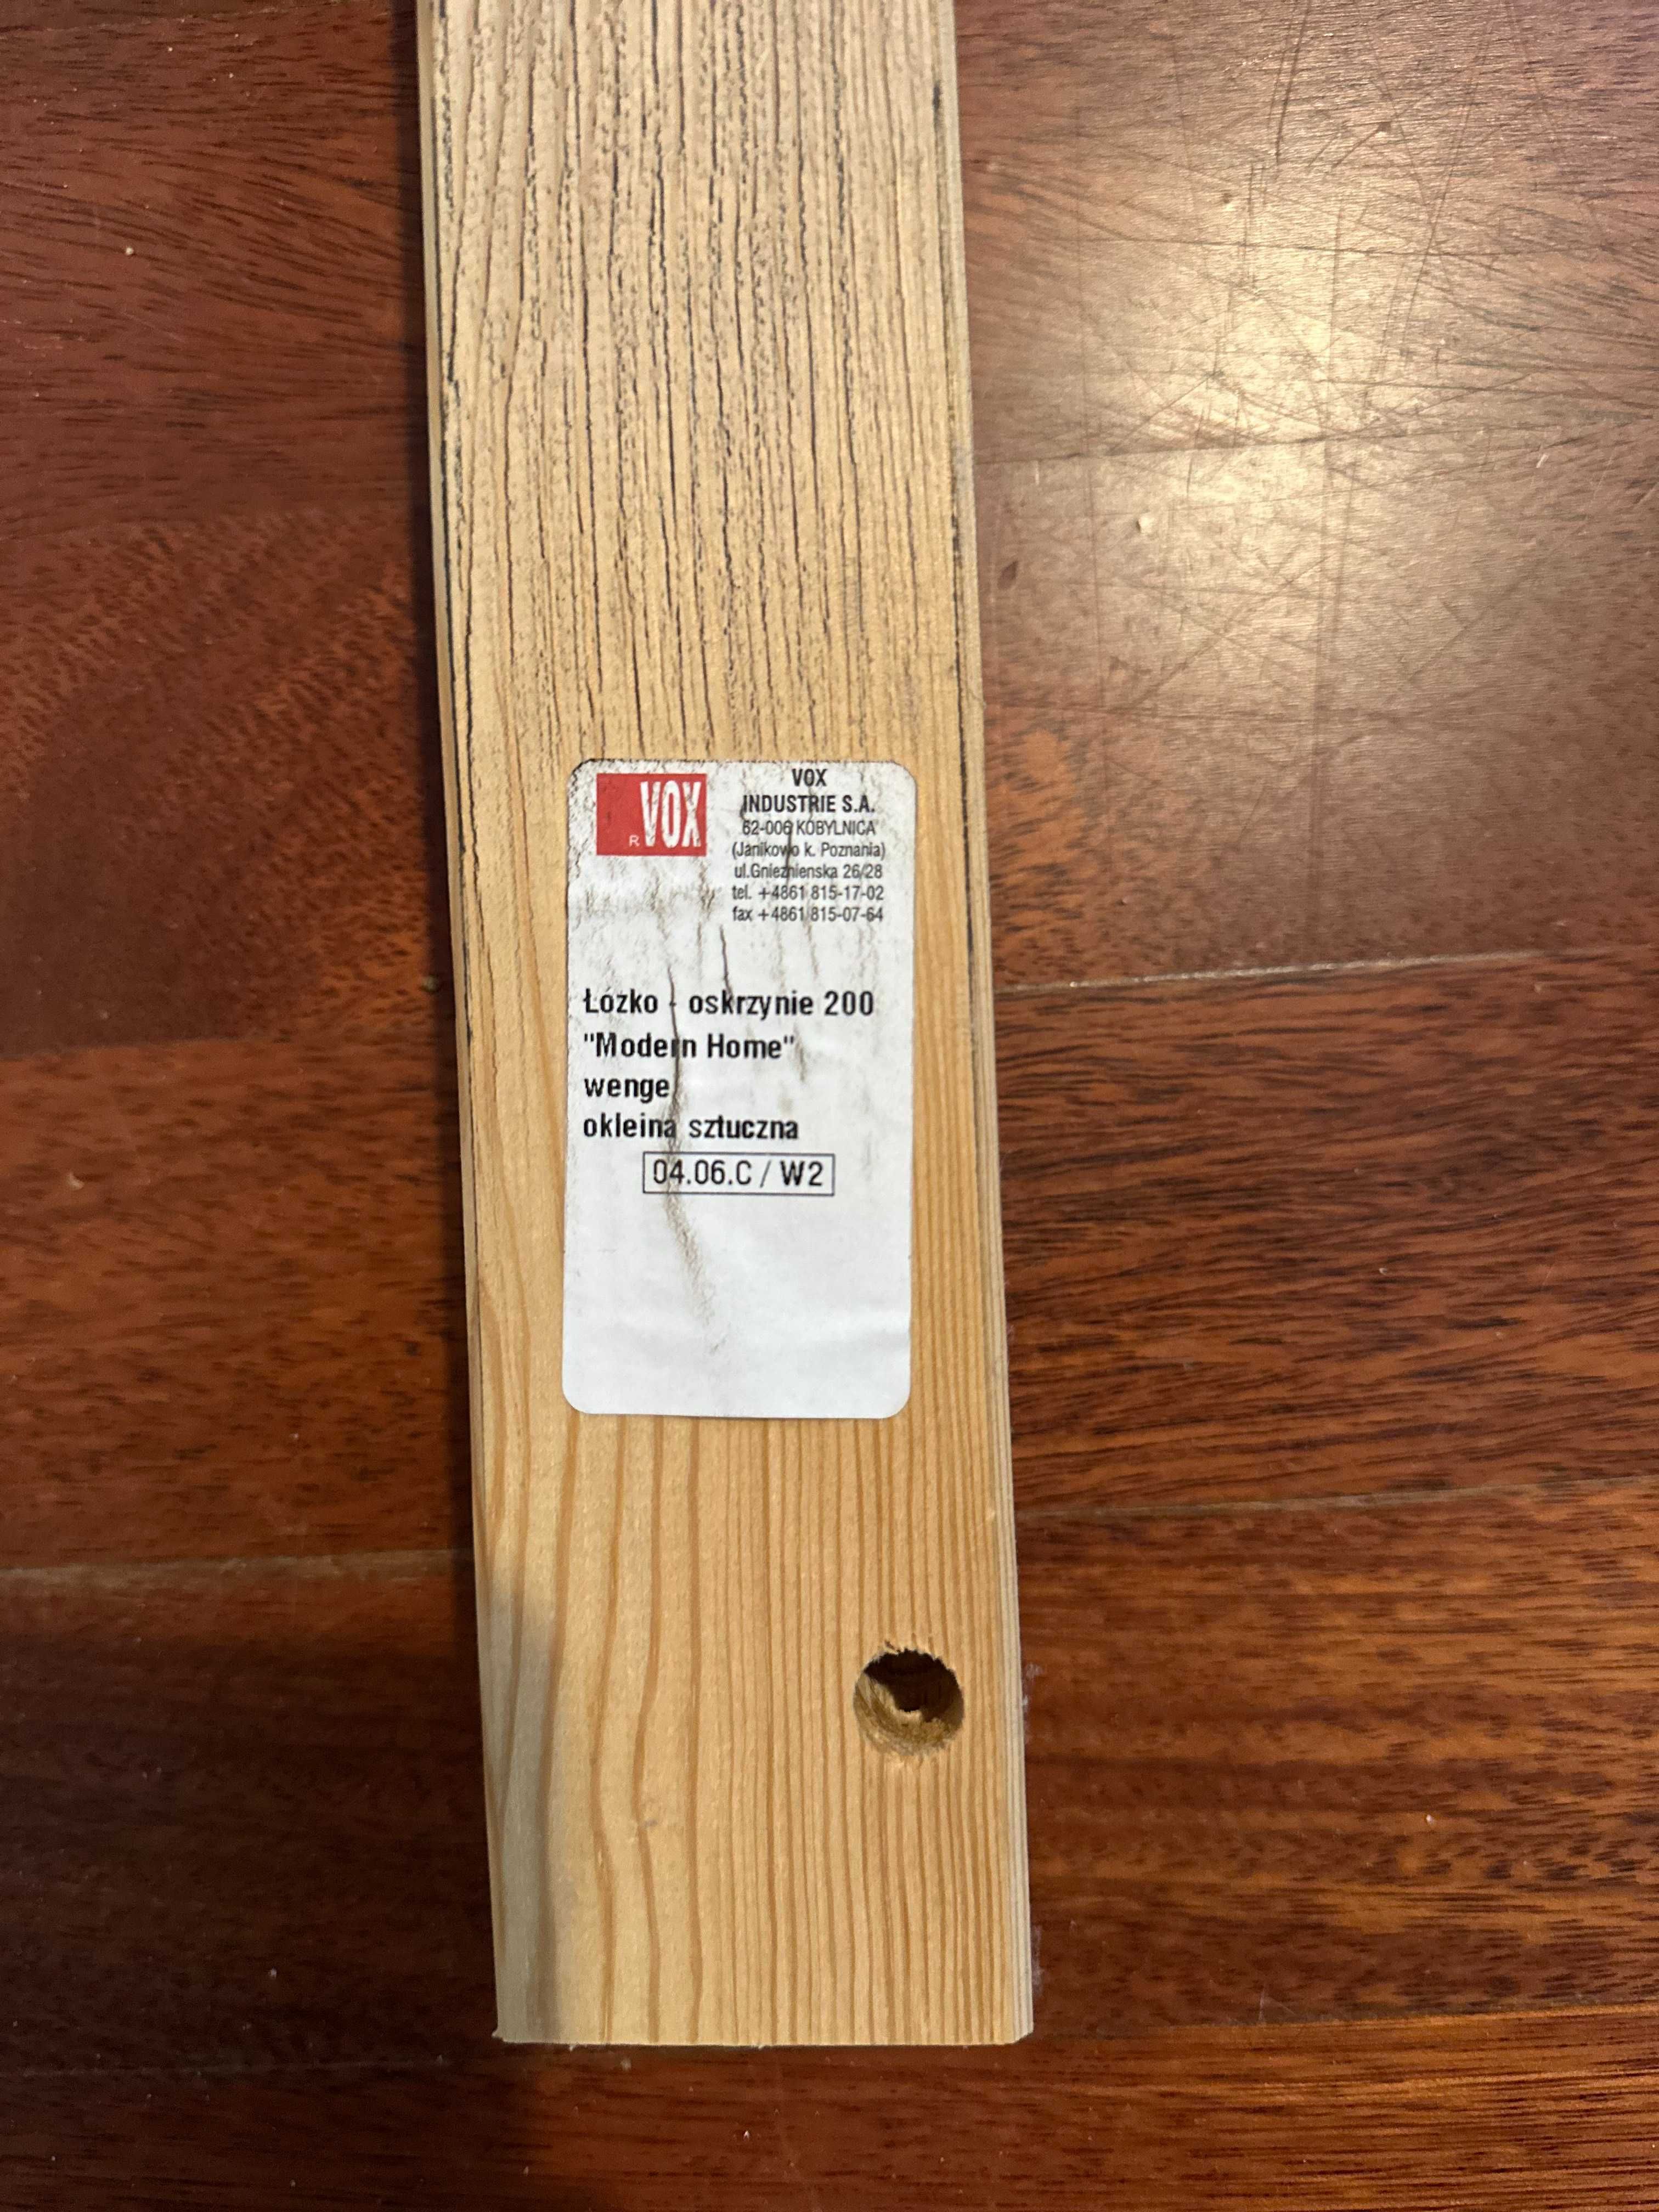 VOX
R
VOX
INDUSTRIE S.A.
62-006 KOBYLNICA
(Janikowo k. Poznania)
ul.Gnieznienska 26/28
tel. +4861 815-17-02
fax +4861 815-07-64
Łozko - oskrzynie 200
"Modern Home"
wenge
okleina sztuczna
04.06.C / W2